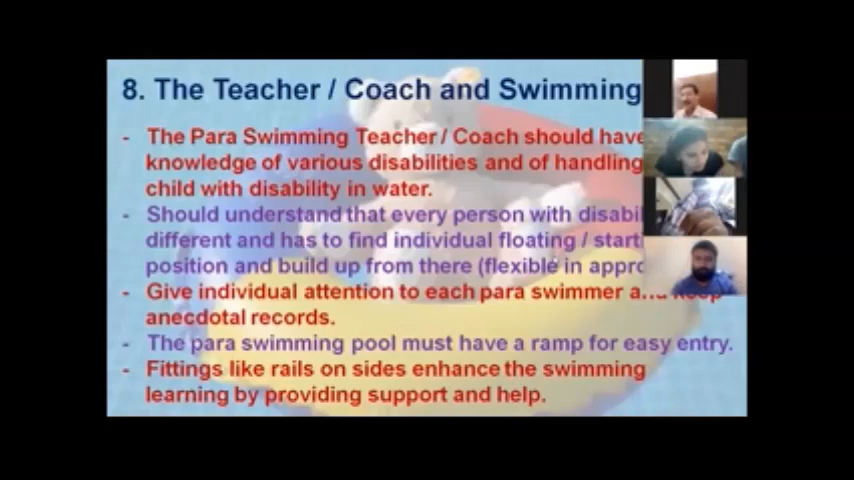 8. The Teacher / Coach and Swimming
- The Para Swimming Teacher / Coach should have
knowledge of various disabilities and of handling
child with disability in water.
- Should understand that every person with
different and has to find individual floating /
position and build up from there (flexible in
- Give individual attention to each para swimmer
anecdotal records.
- The para swimming pool must have a ramp for easy entry.
- Fittings like rails on sides enhance the swimming
learning by providing support and help.